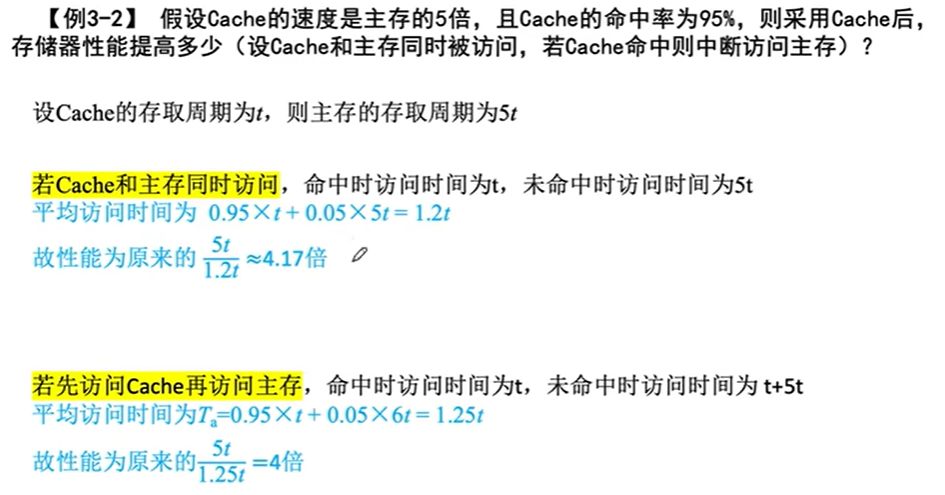 【例3-2】 假设Cache的速度是主存的5倍，且Cache的命中率为95%，则采用Cache后，
存储器性能提高多少（设Cache和主存同时被访问，若Cache命中则中断访问主存）？
设Cache的存取周期为t，则主存的存取周期为5t
若Cache和主存同时访问，命中时访问时间为t，未命中时访问时间为5t
平均访问时间为 0.95×t + 0.05×5t = 1.2t
故性能为原来的 5t/1.2t ≈4.17倍
若先访问Cache再访问主存，命中时访问时间为t，未命中时访问时间为 t+5t
平均访问时间为Ta=0.95×t + 0.05×6t = 1.25t
故性能为原来的 5t/1.25t =4倍